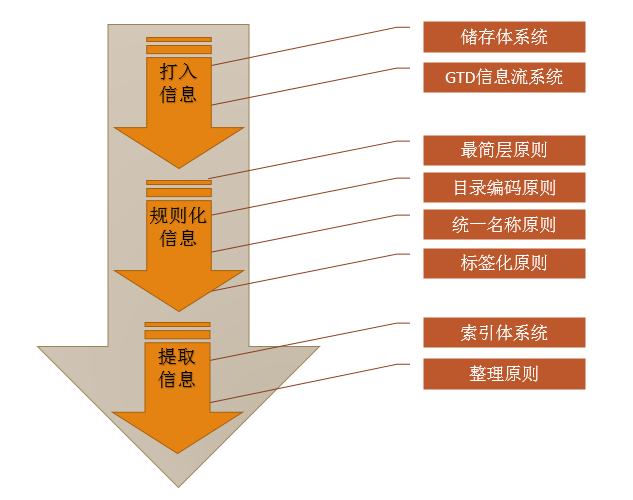 打入
信息
储存体系统
GTD信息流系统
规则化
信息
最简层原则
目录编码原则
统一名称原则
标签化原则
提取
信息
索引体系统
整理原则